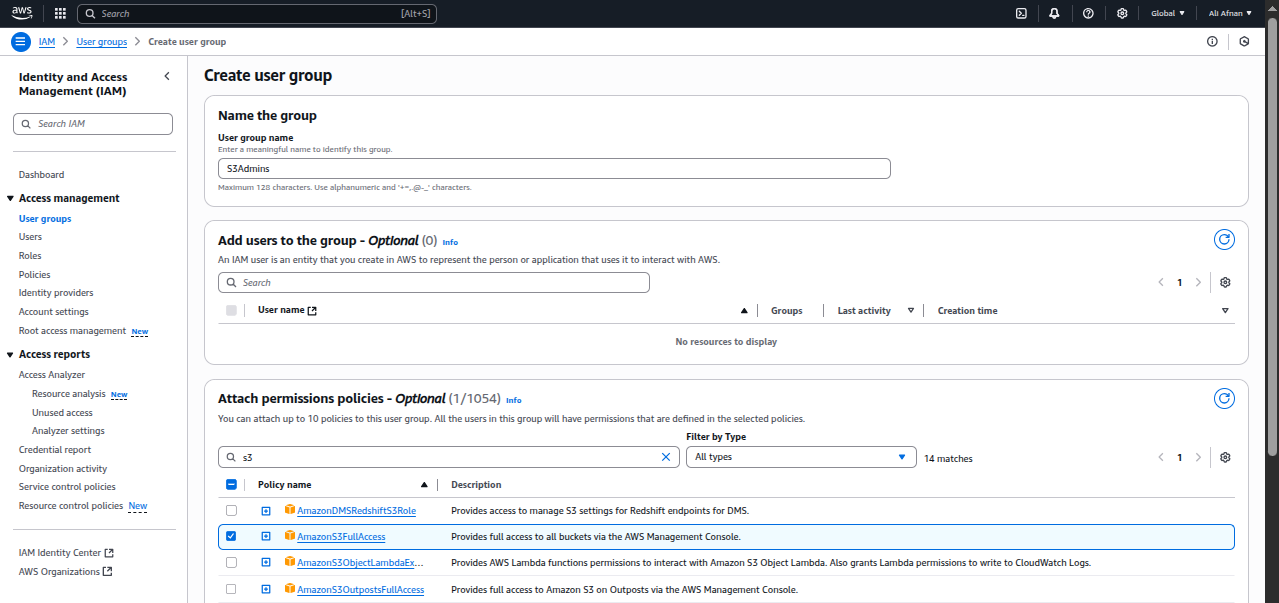 aws
Search [Alt+S] Global Ali Afnan
IAM User groups Create user group
Identity and Access
Management (IAM)
Search IAM
Dashboard
Access management
User groups
Users
Roles
Policies
Identity providers
Account settings
Root access management New
Access reports
Access Analyzer
Resource analysis New
Unused access
Analyzer settings
Credential report
Organization activity
Service control policies
Resource control policies New
IAM Identity Center
AWS Organizations
Create user group
Name the group
User group name
Enter a meaningful name to identify this group.
S3Admins
Maximum 128 characters. Use alphanumeric and '+=,.@-_' characters.
Add users to the group - Optional (0) Info
An IAM user is an entity that you create in AWS to represent the person or application that uses it to interact with AWS.
Search 1
User name Groups Last activity Creation time
No resources to display
Attach permissions policies - Optional (1/1054) Info
You can attach up to 10 policies to this user group. All the users in this group will have permissions that are defined in the selected policies.
Filter by Type
s3 All types 14 matches 1
Policy name Description
AmazonDMSRedshiftS3Role Provides access to manage S3 settings for Redshift endpoints for DMS.
AmazonS3FullAccess Provides full access to all buckets via the AWS Management Console.
AmazonS3ObjectLambdaEx... Provides AWS Lambda functions permissions to interact with Amazon S3 Object Lambda. Also grants Lambda permissions to write to CloudWatch Logs.
AmazonS3OutpostsFullAccess Provides full access to Amazon S3 on Outposts via the AWS Management Console.